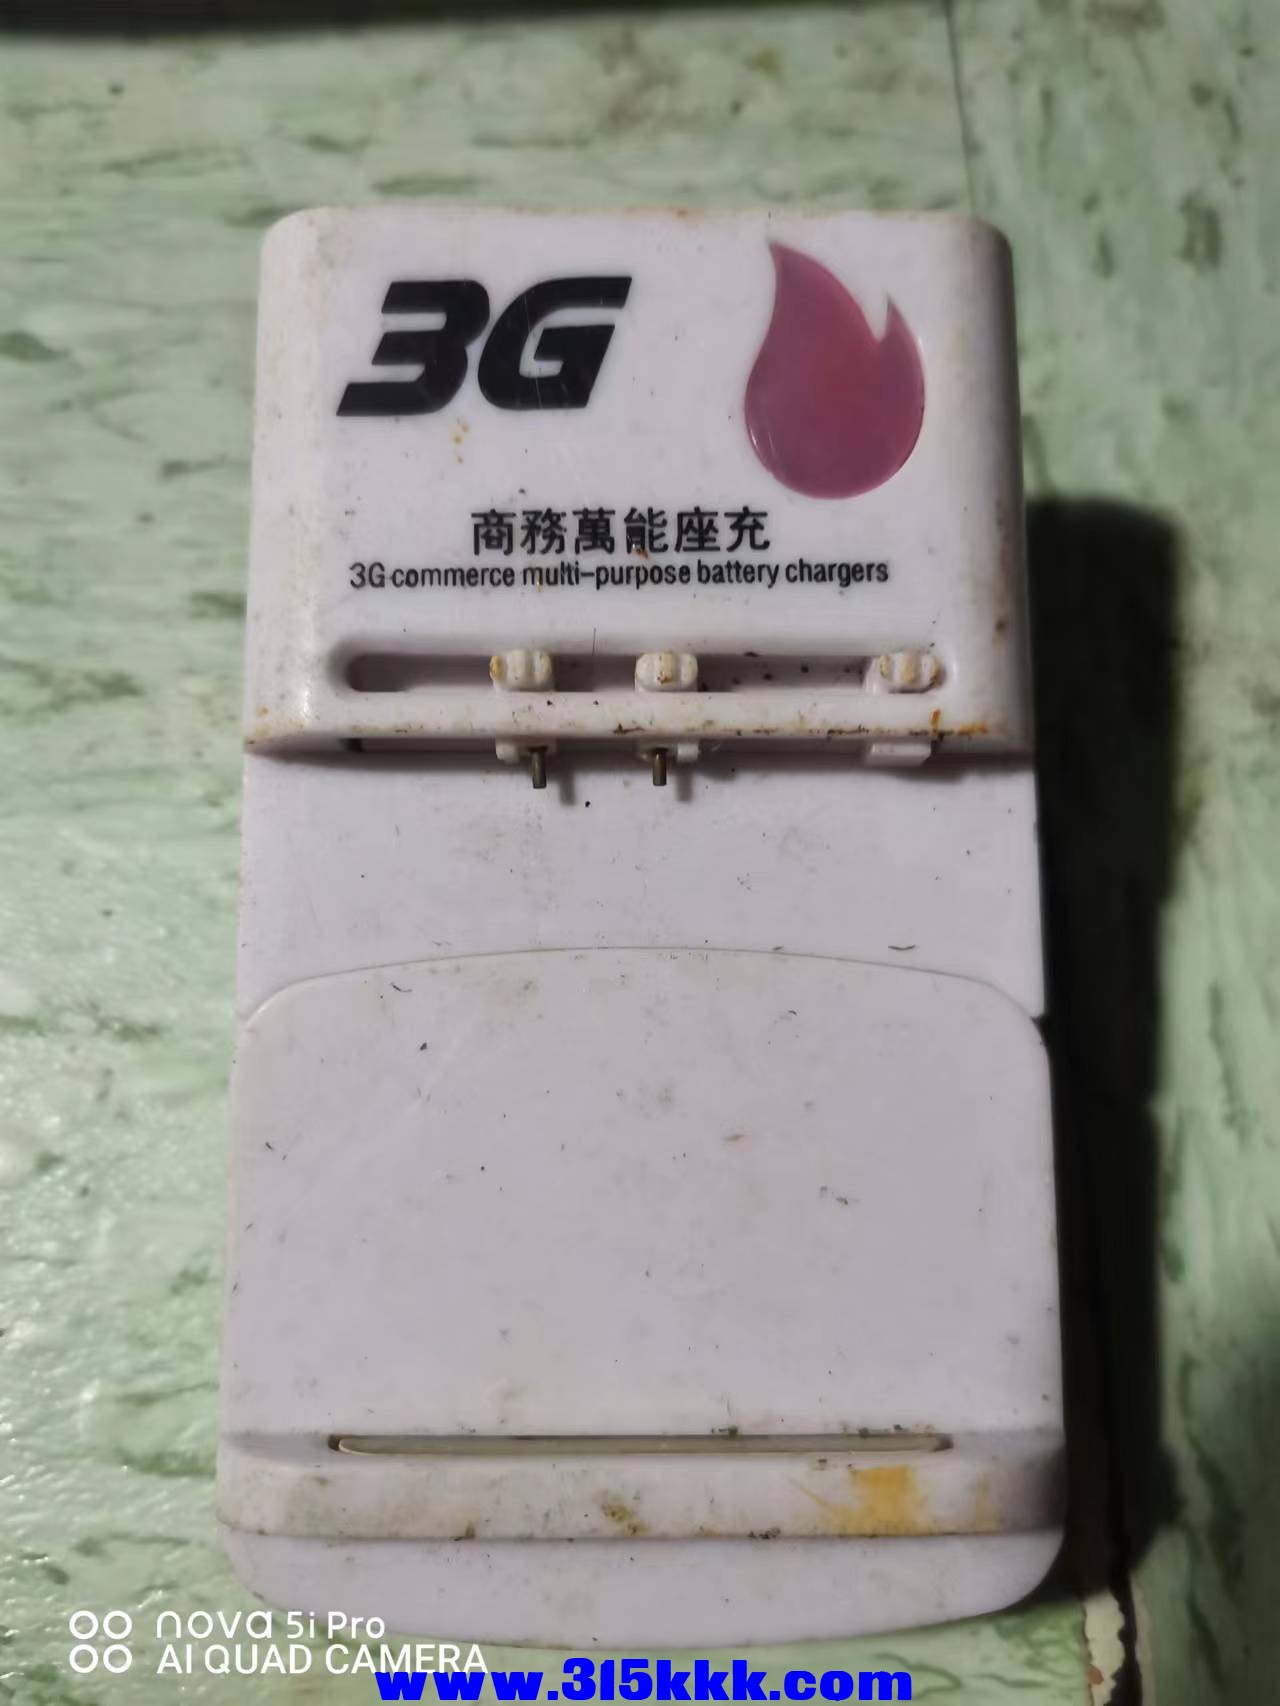 3G
商務萬能座充
3G commerce multi-purpose battery chargers
nova 5i Pro
AI QUAD CAMERA
www.315kkk.com